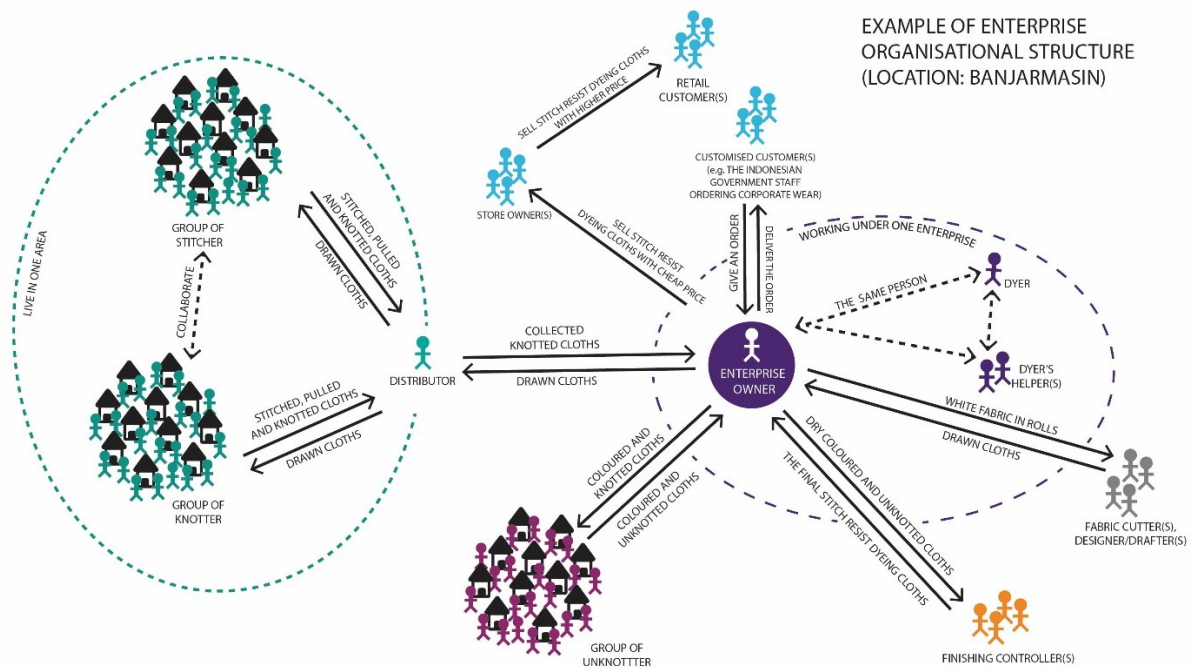 EXAMPLE OF ENTERPRISE
ORGANISATIONAL STRUCTURE
(LOCATION: BANJARMASIN)
LIVE IN ONE AREA
GROUP OF
STITCHER
COLLABORATE
GROUP OF
KNOTTER
STITCHED, PULLED
AND KNOTTED CLOTHS
DRAWN CLOTHS
STITCHED, PULLED
AND KNOTTED CLOTHS
DRAWN CLOTHS
DISTRIBUTOR
COLLECTED
KNOTTED CLOTHS
DRAWN CLOTHS
SELL STITCH RESIST DYEING CLOTHS
WITH HIGHER PRICE
RETAIL
CUSTOMER(S)
STORE OWNER(S)
SELL STITCH RESIST
DYEING CLOTHS WITH CHEAP PRICE
CUSTOMISED CUSTOMER(S)
(e.g. THE INDONESIAN
GOVERNMENT STAFF
ORDERING CORPORATE WEAR)
GIVE AN ORDER
DELIVER THE ORDER
WORKING UNDER ONE ENTERPRISE
THE SAME PERSON
DYER
DYER'S
HELPER(S)
ENTERPRISE
OWNER
WHITE FABRIC IN ROLLS
DRAWN CLOTHS
FABRIC CUTTER(S),
DESIGNER/DRAFTER(S)
DRY COLOURED AND UNKNOTTED CLOTHS
THE FINAL STITCH RESIST DYEING CLOTHS
FINISHING CONTROLLER(S)
COLOURED AND
KNOTTED CLOTHS
COLOURED AND
UNKNOTTED CLOTHS
GROUP OF
UNKNOTTTER